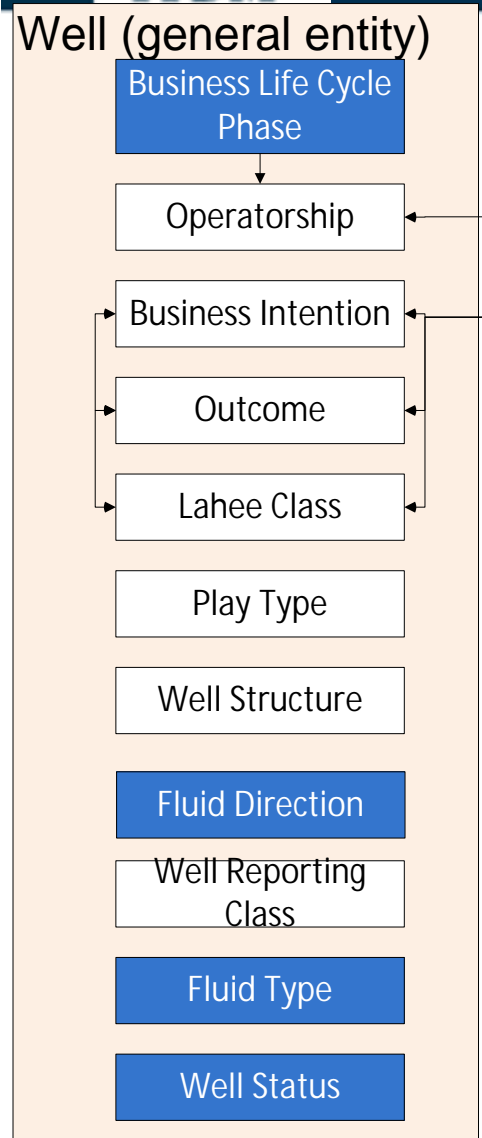 Well (general entity)
Business Life Cycle
Phase
Operatorship
Business Intention
Outcome
Lahee Class
Play Type
Well Structure
Fluid Direction
Well Reporting
Class
Fluid Type
Well Status